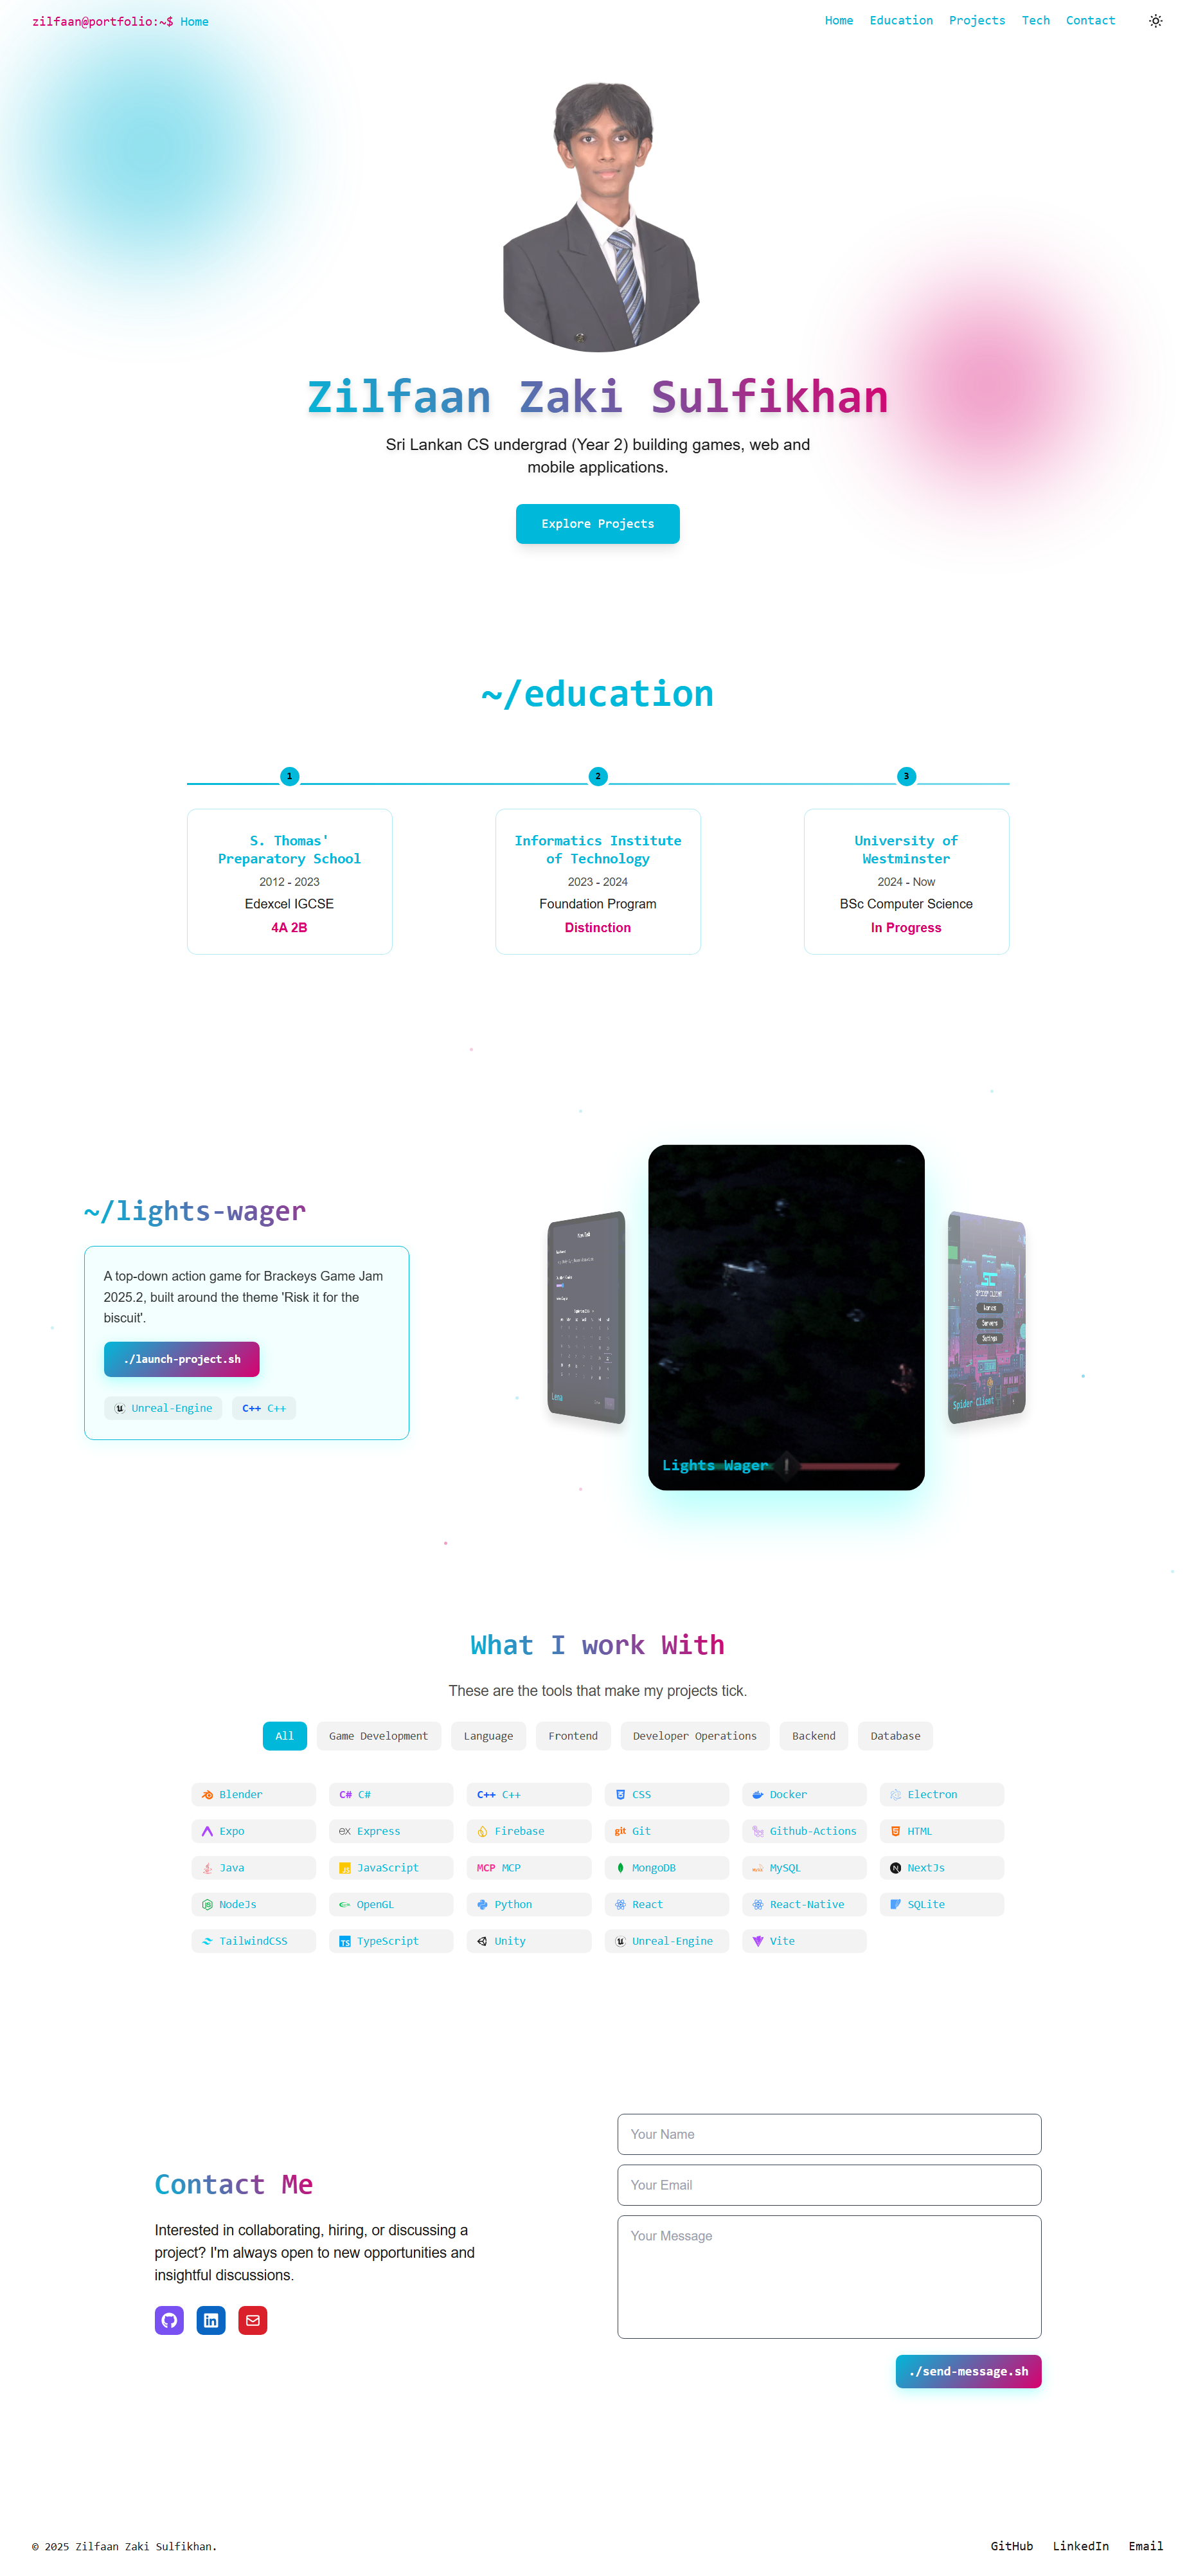 zilfaan@portfolio:~$ Home
Home Education Projects Tech Contact
Zilfaan Zaki Sulfikhan
Sri Lankan CS undergrad (Year 2) building games, web and
mobile applications.
Explore Projects
~/education
1 2 3
S. Thomas'
Preparatory School
2012 - 2023
Edexcel IGCSE
4A 2B
Informatics Institute
of Technology
2023 - 2024
Foundation Program
Distinction
University of
Westminster
2024 - Now
BSc Computer Science
In Progress
~/lights-wager
A top-down action game for Brackeys Game Jam
2025.2, built around the theme 'Risk it for the
biscuit'.
./launch-project.sh
Unreal-Engine
C++ C++
Lights Wager
SC
Spider Client
What I work With
These are the tools that make my projects tick.
All Game Development Language Frontend Developer Operations Backend Database
Blender C# C# C++ C++ CSS Docker Electron
Expo ex Express Firebase git Git Github-Actions HTML
Java JS JavaScript MCP MCP MongoDB MySQL NextJs
NodeJs OpenGL Python React React-Native SQLite
TailwindCSS TS TypeScript Unity Unreal-Engine Vite
Contact Me
Interested in collaborating, hiring, or discussing a
project? I'm always open to new opportunities and
insightful discussions.
Your Name
Your Email
Your Message
./send-message.sh
© 2025 Zilfaan Zaki Sulfikhan.
GitHub LinkedIn Email